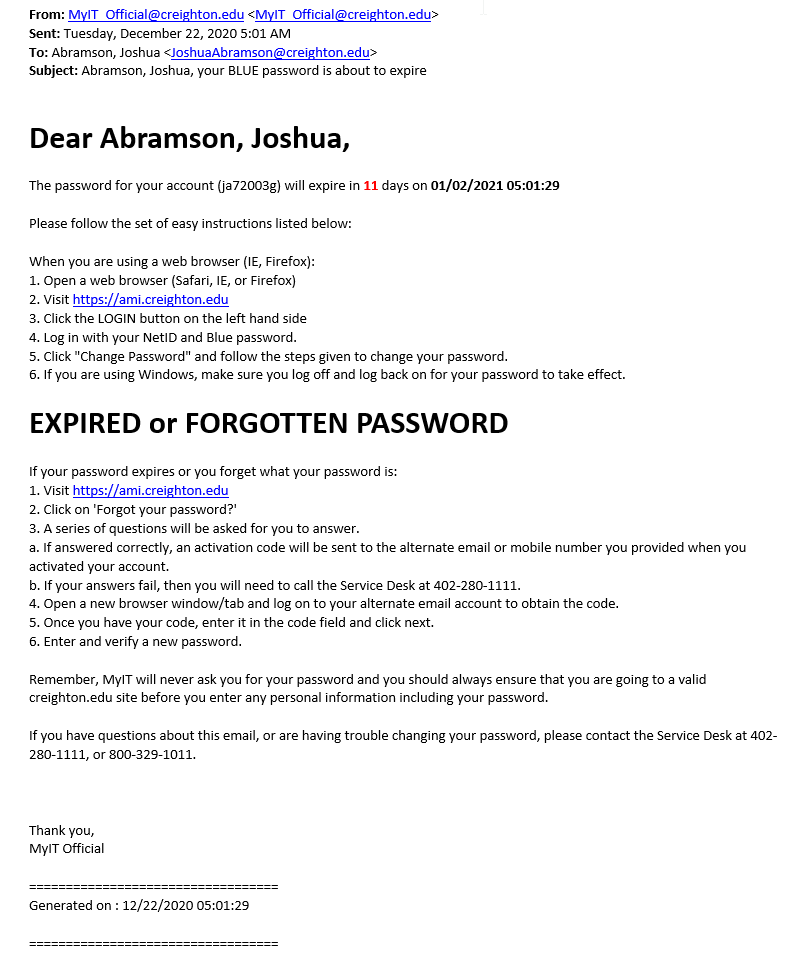 From: MyIT_Official@creighton.edu <MyIT_Official@creighton.edu>
Sent: Tuesday, December 22, 2020 5:01 AM
To: Abramson, Joshua <JoshuaAbramson@creighton.edu>
Subject: Abramson, Joshua, your BLUE password is about to expire
Dear Abramson, Joshua,
The password for your account (ja72003g) will expire in 11 days on 01/02/2021 05:01:29
Please follow the set of easy instructions listed below:
When you are using a web browser (IE, Firefox):
1. Open a web browser (Safari, IE, or Firefox)
2. Visit https://ami.creighton.edu
3. Click the LOGIN button on the left hand side
4. Log in with your NetID and Blue password.
5. Click "Change Password" and follow the steps given to change your password.
6. If you are using Windows, make sure you log off and log back on for your password to take effect.
EXPIRED or FORGOTTEN PASSWORD
If your password expires or you forget what your password is:
1. Visit https://ami.creighton.edu
2. Click on 'Forgot your password?'
3. A series of questions will be asked for you to answer.
a. If answered correctly, an activation code will be sent to the alternate email or mobile number you provided when you
activated your account.
b. If your answers fail, then you will need to call the Service Desk at 402-280-1111.
4. Open a new browser window/tab and log on to your alternate email account to obtain the code.
5. Once you have your code, enter it in the code field and click next.
6. Enter and verify a new password.
Remember, MyIT will never ask you for your password and you should always ensure that you are going to a valid
creighton.edu site before you enter any personal information including your password.
If you have questions about this email, or are having trouble changing your password, please contact the Service Desk at 402-
280-1111, or 800-329-1011.
Thank you,
MyIT Official
==================================
Generated on : 12/22/2020 05:01:29
==================================